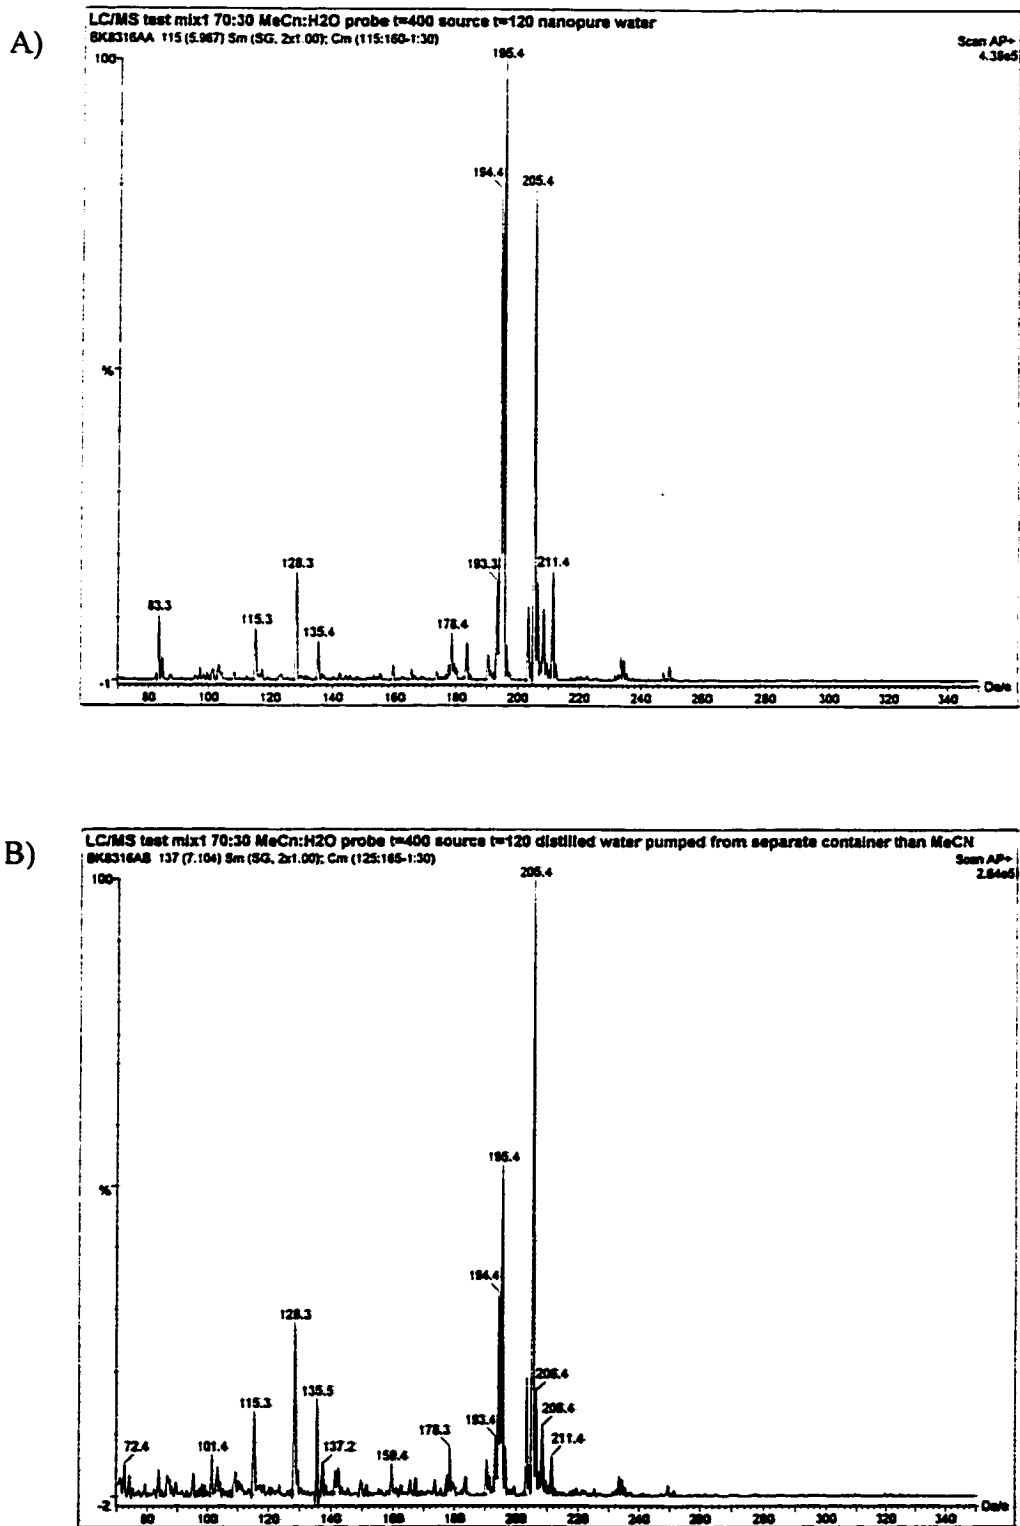 A)
LC/MS test mix1 70:30 MeCn:H2O probe t=400 source t=120 nanopure water
BK8316AA 115 (5.967) Sm (SG, 2x1.00); Cm (115:160-1:30)
Scan AP+
4.38e5
195.4
100
194.4
205.4
%
128.3
193.3
211.4
83.3
115.3
135.4
178.4
-1
80 100 120 140 160 180 200 220 240 260 280 300 320 340
Da/e
B)
LC/MS test mix1 70:30 MeCn:H2O probe t=400 source t=120 distilled water pumped from separate container than MeCN
BK8316AB 137 (7.104) Sm (SG, 2x1.00); Cm (125:165-1:30)
Scan AP+
2.64e5
205.4
100
195.4
%
194.4
128.3
206.4
135.5
115.3
208.4
193.4
178.3
211.4
72.4
101.4
137.2
159.4
-2
80 100 120 140 160 180 200 220 240 260 280 300 320 340
Da/e